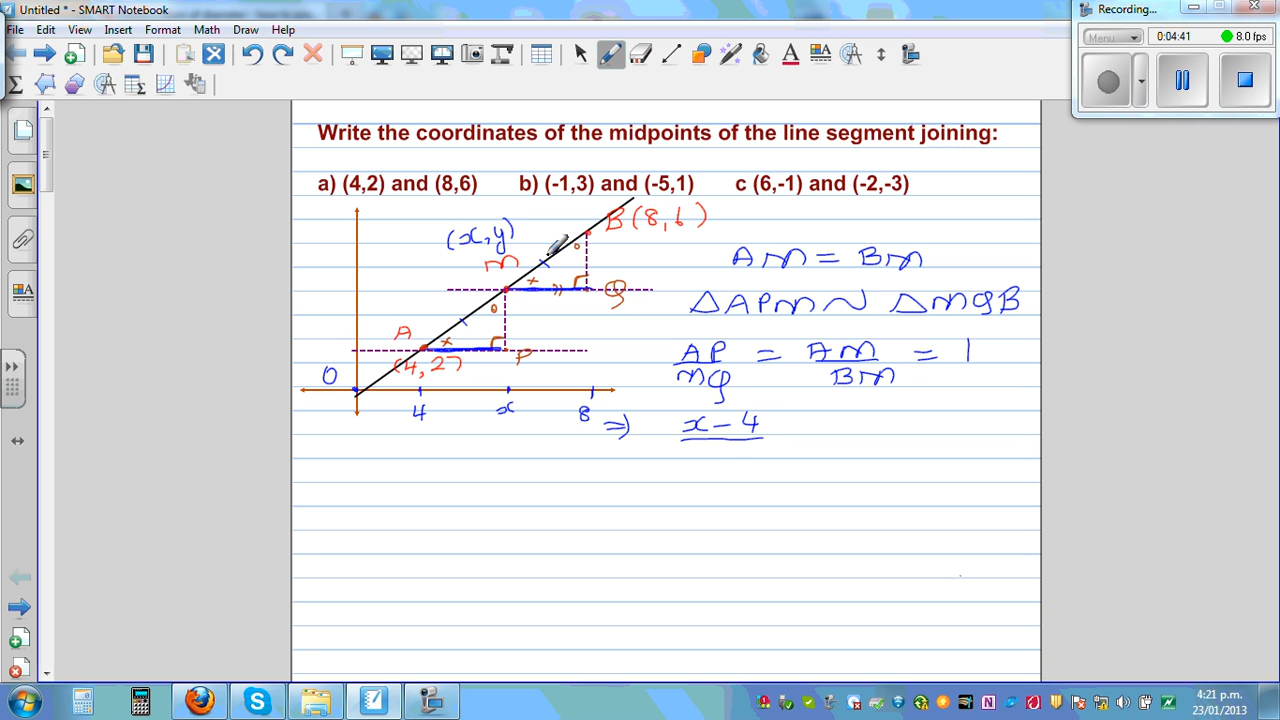 Untitled * - SMART Notebook
File Edit View Insert Format Math Draw Help
Recording...
Menu 0:04:41 8.0 fps
Write the coordinates of the midpoints of the line segment joining:
a) (4,2) and (8,6) b) (-1,3) and (-5,1) c (6,-1) and (-2,-3)
B (8, 6)
(x, y)
M
AM = BM
Q
△APM ~ △MQB
A
P
(4, 2)
AP/MQ = AM/BM = 1
O
4 x 8
⇒ x - 4
4:21 p.m.
23/01/2013